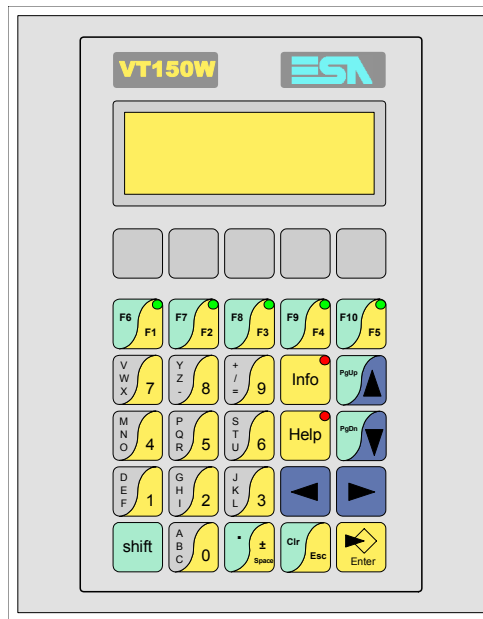 VT150W ESA
F6 F1 F7 F2 F8 F3 F9 F4 F10 F5
V W X 7 Y Z - 8 + / = 9 Info PgUp
M N O 4 P Q R 5 S T U 6 Help PgDn
D E F 1 G H I 2 J K L 3
shift A B C 0 . ± Space Clr Esc Enter